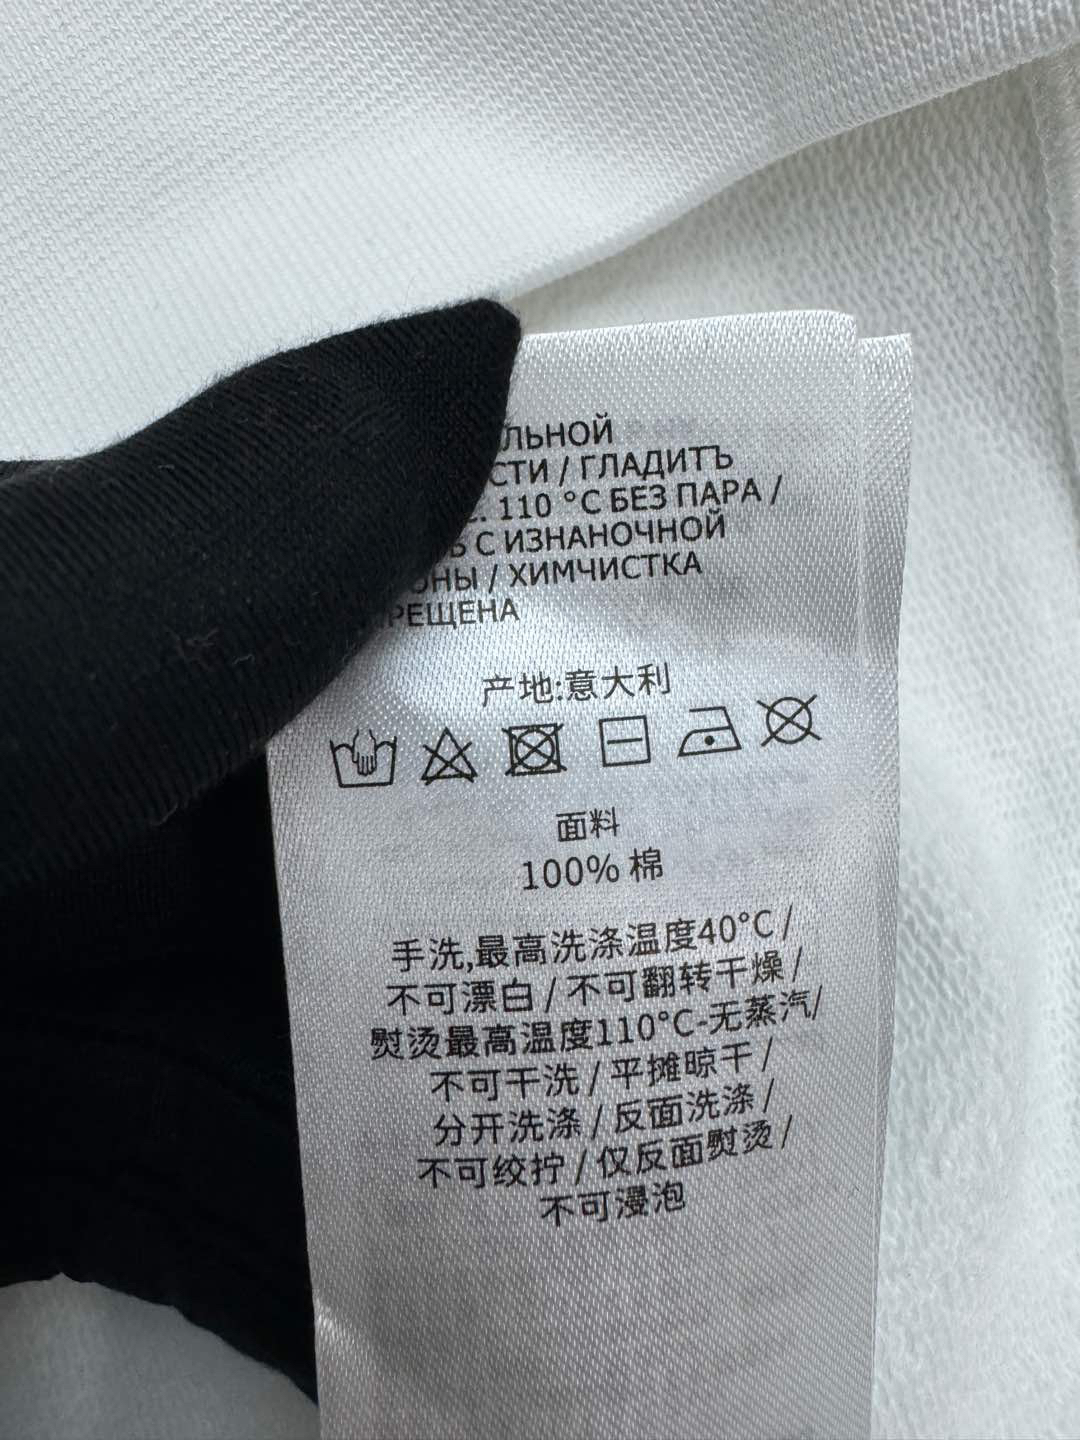 ЛЬНОЙ
СТИ / ГЛАДИТЪ
110 °C БЕЗ ПАРА /
Ь С ИЗНАНОЧНОЙ
ОНЫ / ХИМЧИСТКА
РЕЩЕНА
产地:意大利
面料
100% 棉
手洗,最高洗涤温度40°C /
不可漂白 / 不可翻转干燥 /
熨烫最高温度110°C-无蒸汽/
不可干洗 / 平摊晾干 /
分开洗涤 / 反面洗涤 /
不可绞拧 / 仅反面熨烫 /
不可浸泡